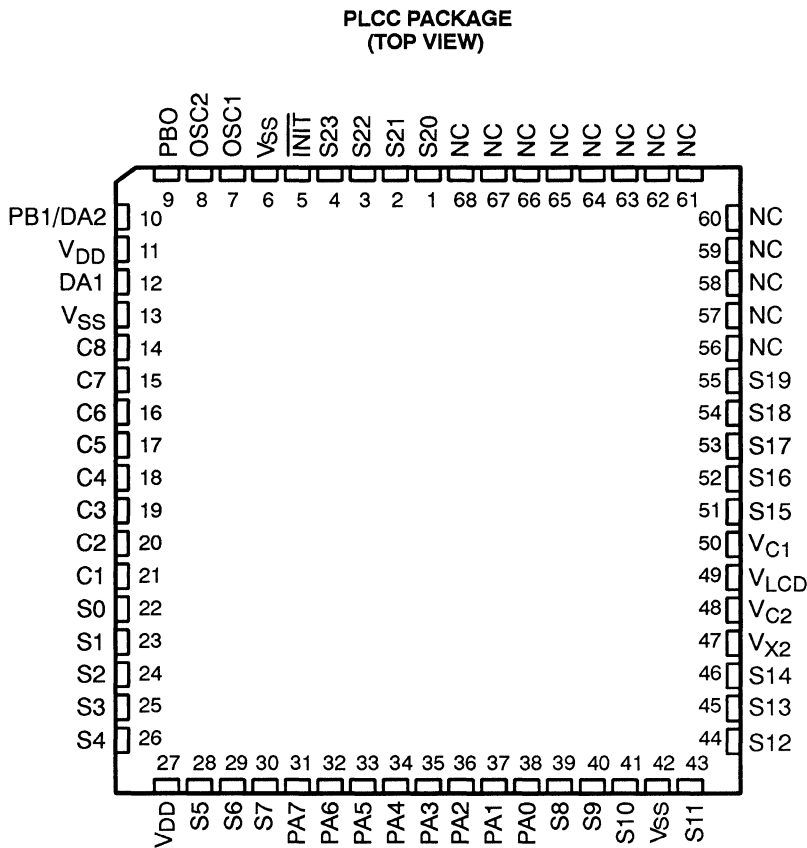 PLCC PACKAGE
(TOP VIEW)
PBO OSC2 OSC1 VSS INIT S23 S22 S21 S20 NC NC NC NC NC NC NC NC
9 8 7 6 5 4 3 2 1 68 67 66 65 64 63 62 61
PB1/DA2 10 60 NC
VDD 11 59 NC
DA1 12 58 NC
VSS 13 57 NC
C8 14 56 NC
C7 15 55 S19
C6 16 54 S18
C5 17 53 S17
C4 18 52 S16
C3 19 51 S15
C2 20 50 VC1
C1 21 49 VLCD
S0 22 48 VC2
S1 23 47 VX2
S2 24 46 S14
S3 25 45 S13
S4 26 44 S12
27 28 29 30 31 32 33 34 35 36 37 38 39 40 41 42 43
VDD S5 S6 S7 PA7 PA6 PA5 PA4 PA3 PA2 PA1 PA0 S8 S9 S10 VSS S11